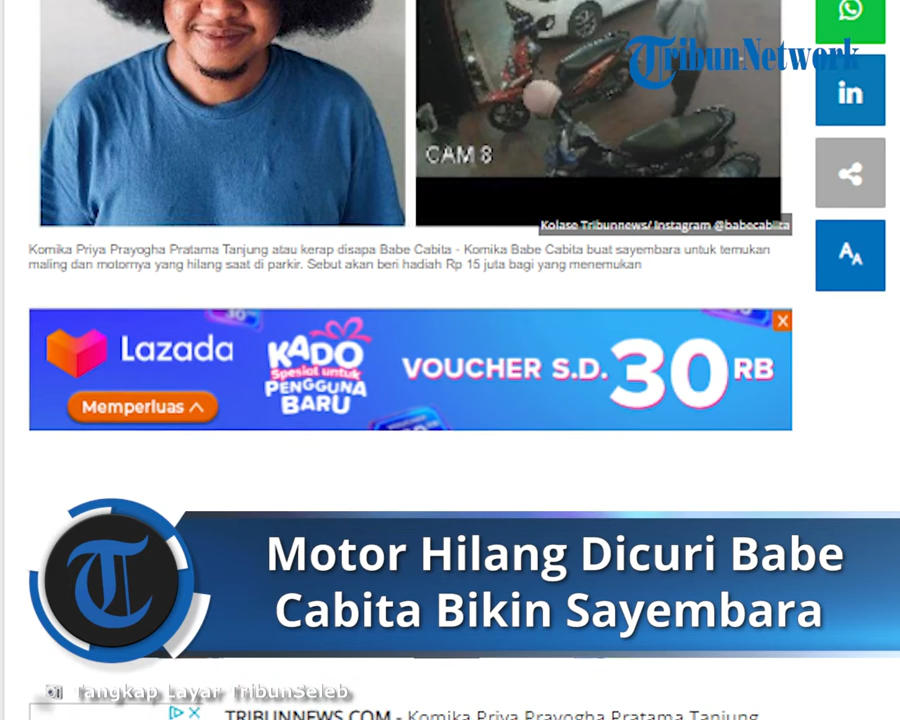 TribunNetwork
in
CAM 8
Kolase Tribunnews/ Instagram @babecabiita
Komika Priya Prayogha Pratama Tanjung atau kerap disapa Babe Cabita - Komika Babe Cabita buat sayembara untuk temukan
maling dan motornya yang hilang saat di parkir. Sebut akan beri hadiah Rp 15 juta bagi yang menemukan
AA
Lazada
Memperluas
KADO
Spesial untuk
PENGGUNA
BARU
VOUCHER S.D. 30 RB
X
T
Motor Hilang Dicuri Babe
Cabita Bikin Sayembara
Tangkap Layar TribunSeleb
TRIBUNNEWS.COM - Komika Priya Prayogha Pratama Tanjung